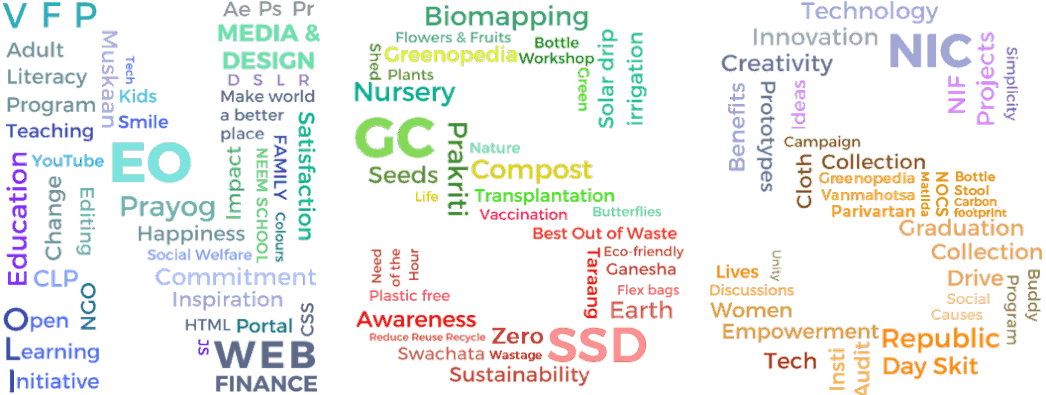 V F P
Adult
Literacy
Program
Teaching
Muskaan
Tech
Kids
Smile
EO
YouTube
Education
Change
Editing
CLP
NGO
Open
Learning
Initiative
Ae Ps Pr
MEDIA &
DESIGN
D S L R
Make world
a better
place
Satisfaction
FAMILY
NEEM SCHOOL
Impact
Colours
Prayog
Happiness
Social Welfare
Commitment
Inspiration
HTML Portal
CSS
JS
WEB
FINANCE
Biomapping
Flowers & Fruits
Shed
Greenopedia
Plants
Nursery
Bottle
Workshop
Green
Solar drip
irrigation
GC
Prakriti
Seeds
Life
Nature
Compost
Transplantation
Vaccination
Butterflies
Best Out of Waste
Taraang
Eco-friendly
Ganesha
Flex bags
Earth
Need
of the
Hour
Plastic free
Awareness
Reduce Reuse Recycle
Zero
Swachata
Wastage
SSD
Sustainability
Technology
Innovation
NIC
Creativity
Benefits
Prototypes
Ideas
NIF
Projects
Simplicity
Campaign
Cloth
Collection
Greenopedia
Vanmahotsa
Parivartan
Matilda
NOCS
Bottle
Stool
Carbon
footprint
Graduation
Collection
Drive
Buddy
Program
Social
Causes
Unity
Lives
Discussions
Women
Empowerment
Tech
Insti
Audit
Republic
Day Skit